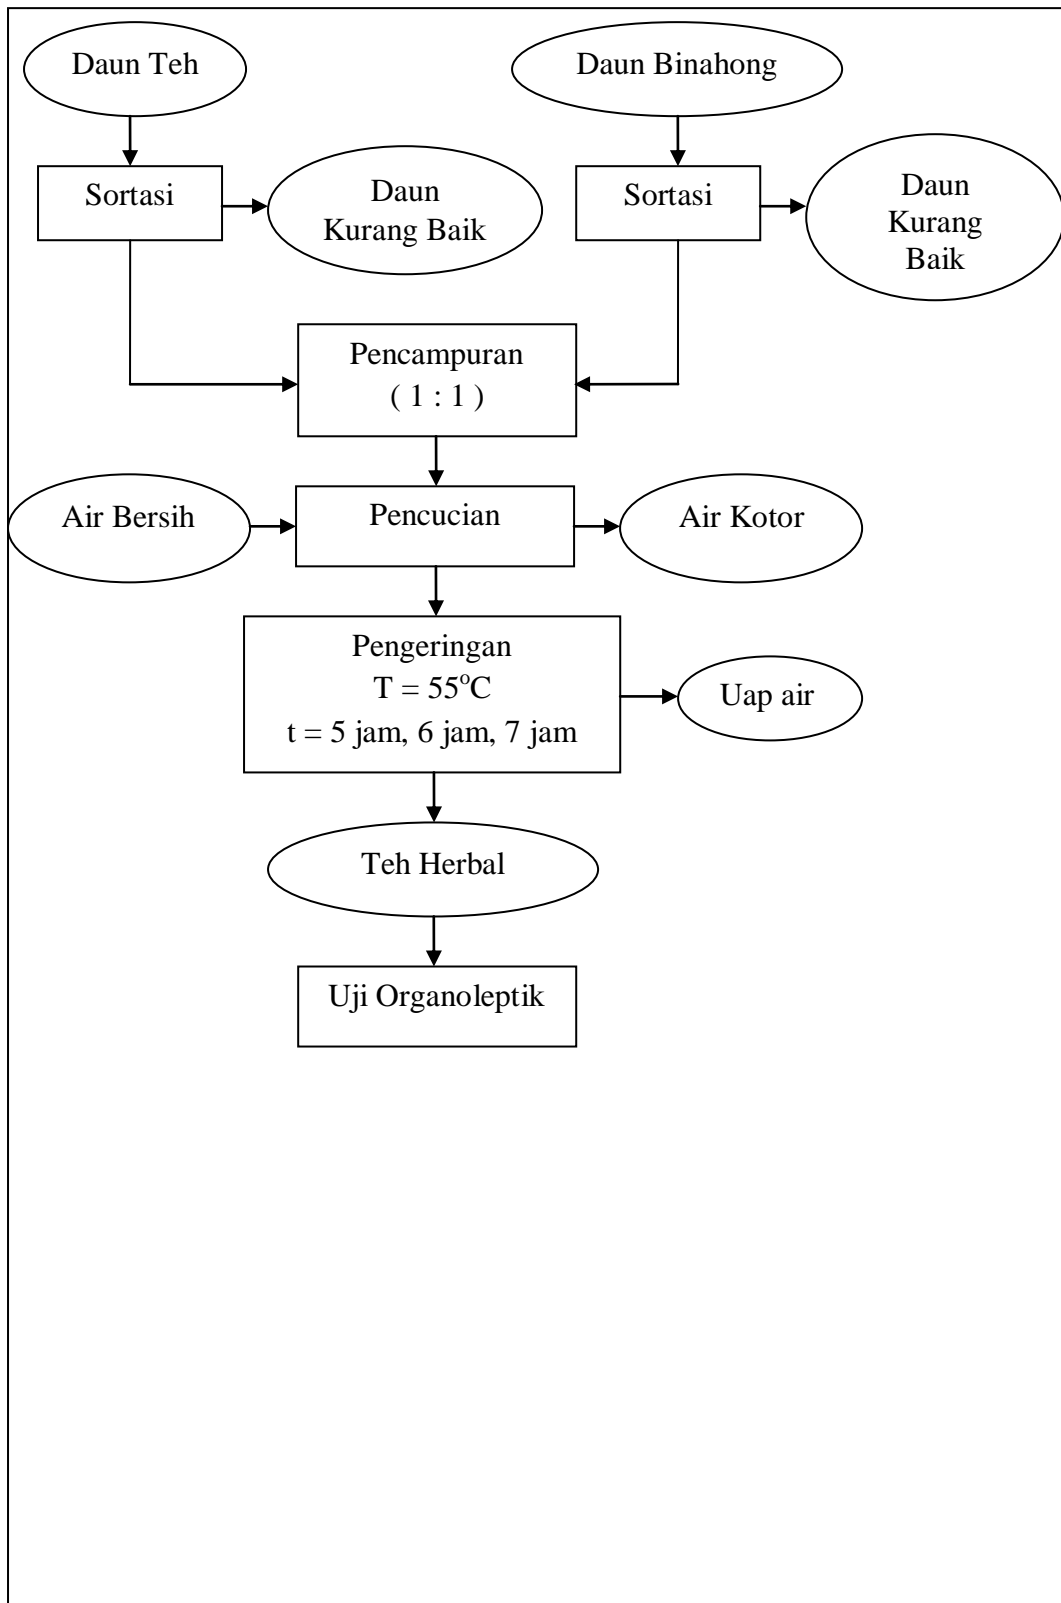 Daun Teh
Daun Binahong
Sortasi
Daun
Kurang Baik
Sortasi
Daun
Kurang
Baik
Pencampuran
( 1 : 1 )
Air Bersih
Pencucian
Air Kotor
Pengeringan
T = 55°C
t = 5 jam, 6 jam, 7 jam
Uap air
Teh Herbal
Uji Organoleptik